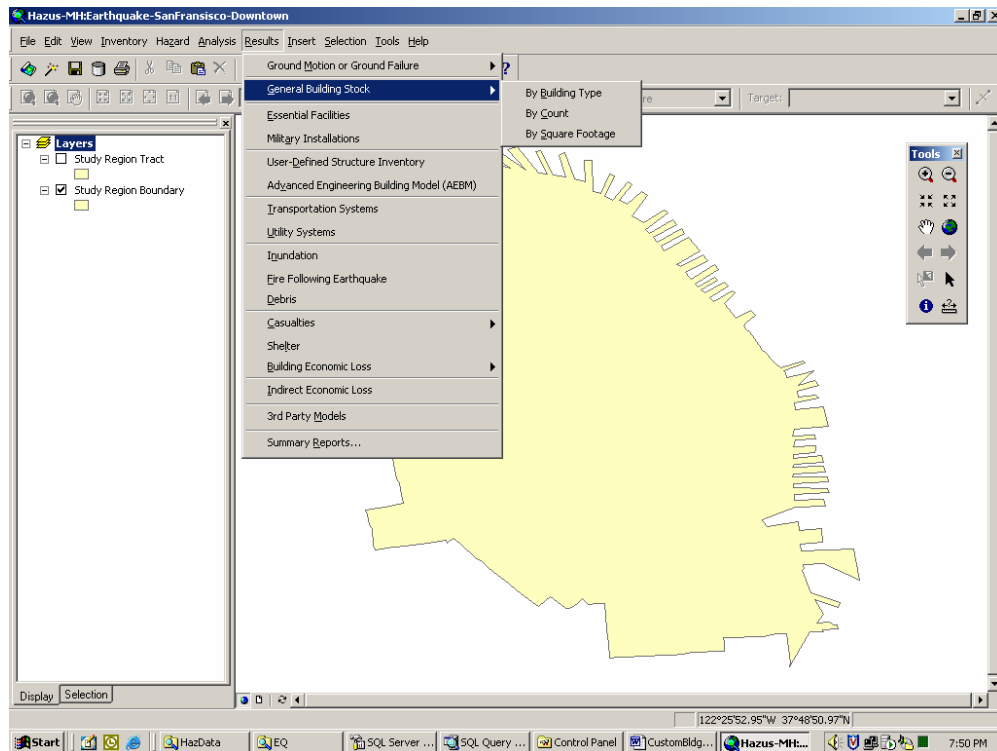 Hazus-MH:Earthquake-SanFransisco-Downtown
File Edit View Inventory Hazard Analysis Results Insert Selection Tools Help
Ground Motion or Ground Failure
General Building Stock
Essential Facilities
Military Installations
User-Defined Structure Inventory
Advanced Engineering Building Model (AEBM)
Transportation Systems
Utility Systems
Inundation
Fire Following Earthquake
Debris
Casualties
Shelter
Building Economic Loss
Indirect Economic Loss
3rd Party Models
Summary Reports...
By Building Type
By Count
By Square Footage
Target:
Layers
Study Region Tract
Study Region Boundary
Tools
Display Selection
122°25'52.95"W 37°48'50.97"N
Start HazData EQ SQL Server ... SQL Query ... Control Panel CustomBldg... Hazus-MH:... 7:50 PM